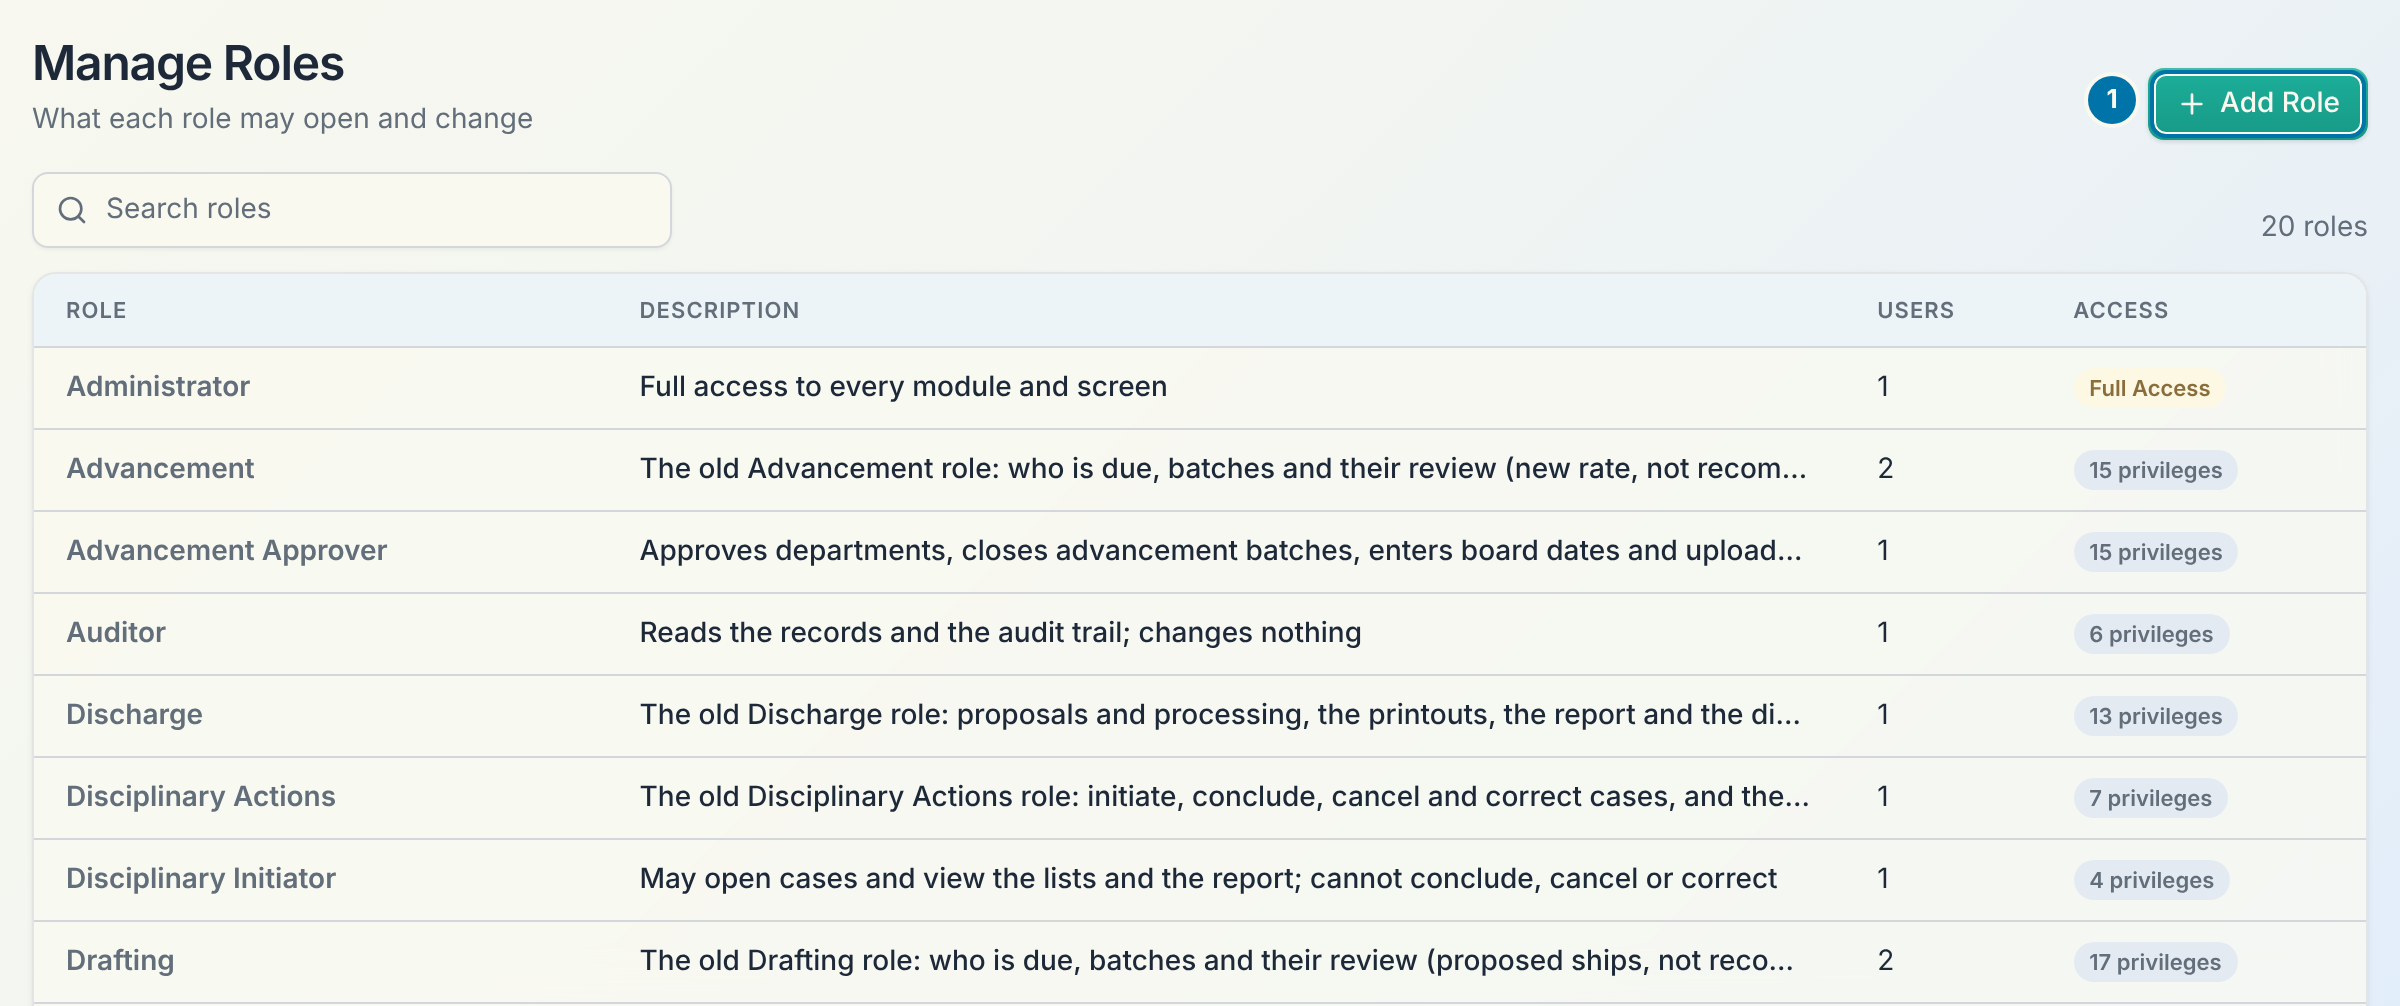 Manage Roles
What each role may open and change
1
+ Add Role
Search roles
20 roles
ROLE DESCRIPTION USERS ACCESS
Administrator Full access to every module and screen 1 Full Access
Advancement The old Advancement role: who is due, batches and their review (new rate, not recom... 2 15 privileges
Advancement Approver Approves departments, closes advancement batches, enters board dates and upload... 1 15 privileges
Auditor Reads the records and the audit trail; changes nothing 1 6 privileges
Discharge The old Discharge role: proposals and processing, the printouts, the report and the di... 1 13 privileges
Disciplinary Actions The old Disciplinary Actions role: initiate, conclude, cancel and correct cases, and the... 1 7 privileges
Disciplinary Initiator May open cases and view the lists and the report; cannot conclude, cancel or correct 1 4 privileges
Drafting The old Drafting role: who is due, batches and their review (proposed ships, not reco... 2 17 privileges